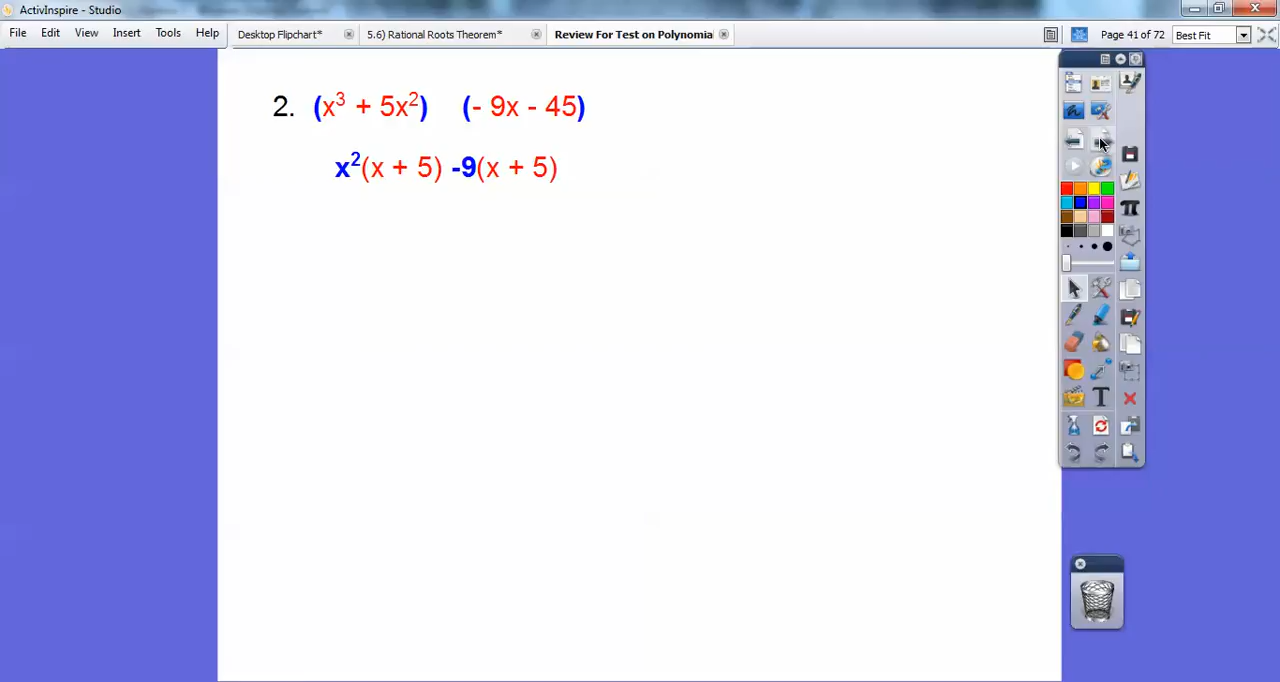 ActivInspire - Studio
File Edit View Insert Tools Help
Desktop Flipchart* 5.6) Rational Roots Theorem* Review For Test on Polynomia
Page 41 of 72 Best Fit
2. (x³ + 5x²) (- 9x - 45)
x²(x + 5) -9(x + 5)